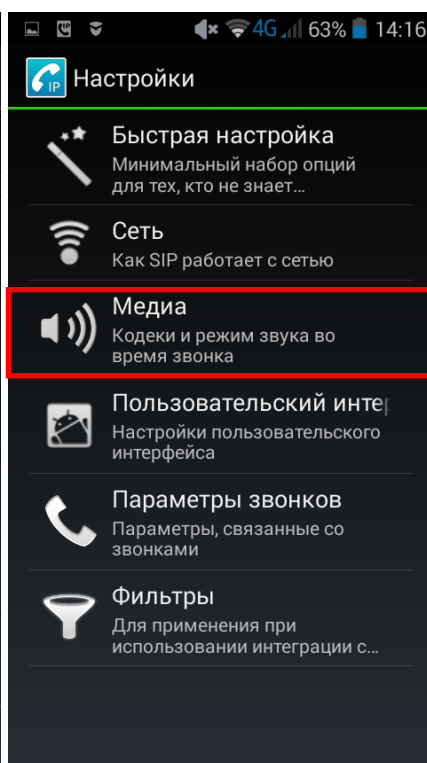 4G 63% 14:16
IP Настройки
Быстрая настройка
Минимальный набор опций
для тех, кто не знает...
Сеть
Как SIP работает с сетью
Медиа
Кодеки и режим звука во
время звонка
Пользовательский инте
Настройки пользовательского
интерфейса
Параметры звонков
Параметры, связанные со
звонками
Фильтры
Для применения при
использовании интеграции с...